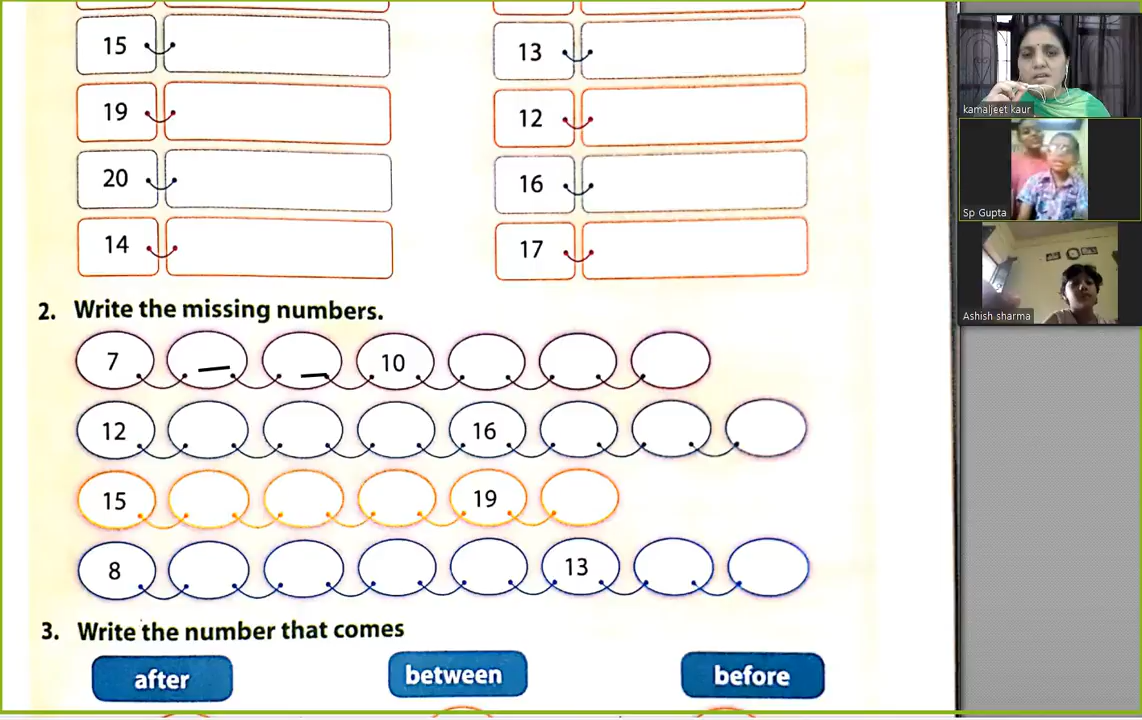 15
13
19
12
20
16
14
17
2. Write the missing numbers.
7 — — 10
12 16
15 19
8 13
3. Write the number that comes
after between before
kamaljeet kaur
Sp Gupta
Ashish sharma